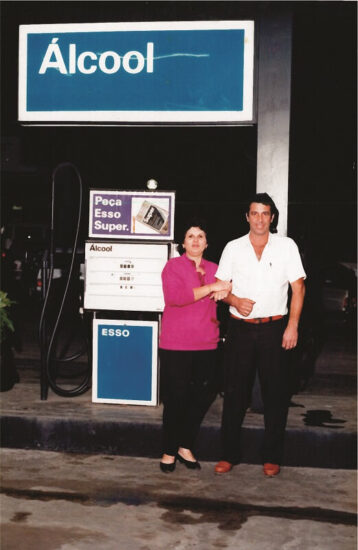 Álcool
Peça
Esso
Super.
Álcool
ESSO